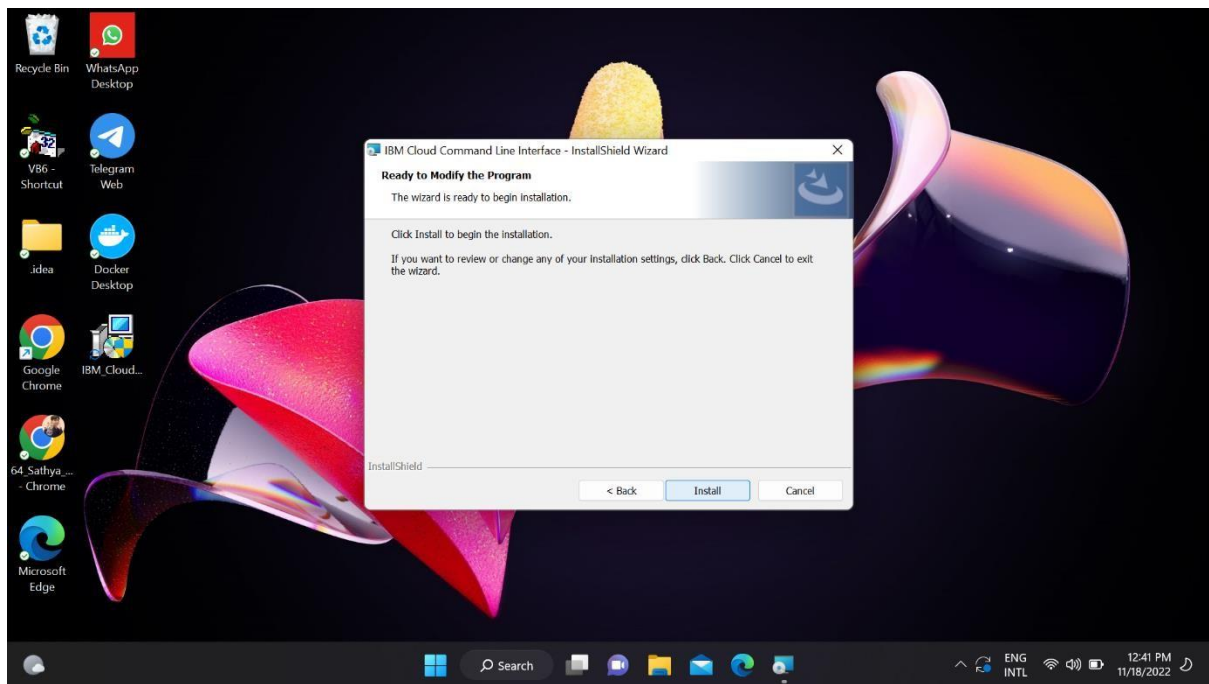 Recycle Bin
WhatsApp
Desktop
32
VB6 -
Shortcut
Telegram
Web
.idea
Docker
Desktop
Google
Chrome
IBM_Cloud...
64_Sathya_...
- Chrome
Microsoft
Edge
IBM Cloud Command Line Interface - InstallShield Wizard
Ready to Modify the Program
The wizard is ready to begin installation.
Click Install to begin the installation.
If you want to review or change any of your installation settings, click Back. Click Cancel to exit
the wizard.
InstallShield
< Back
Install
Cancel
Search
ENG
INTL
12:41 PM
11/18/2022